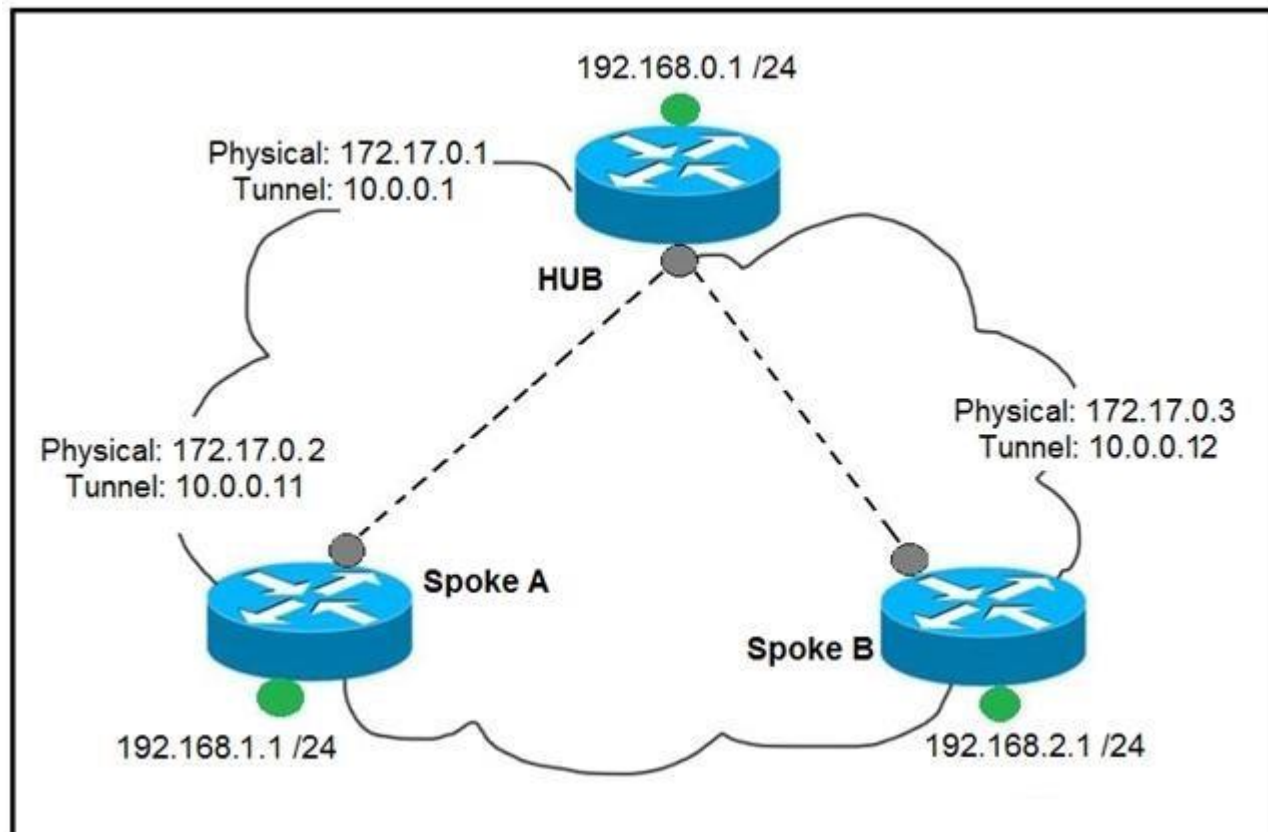 192.168.0.1 /24
Physical: 172.17.0.1
Tunnel: 10.0.0.1
HUB
Physical: 172.17.0.2
Tunnel: 10.0.0.11
Physical: 172.17.0.3
Tunnel: 10.0.0.12
Spoke A
Spoke B
192.168.1.1 /24
192.168.2.1 /24